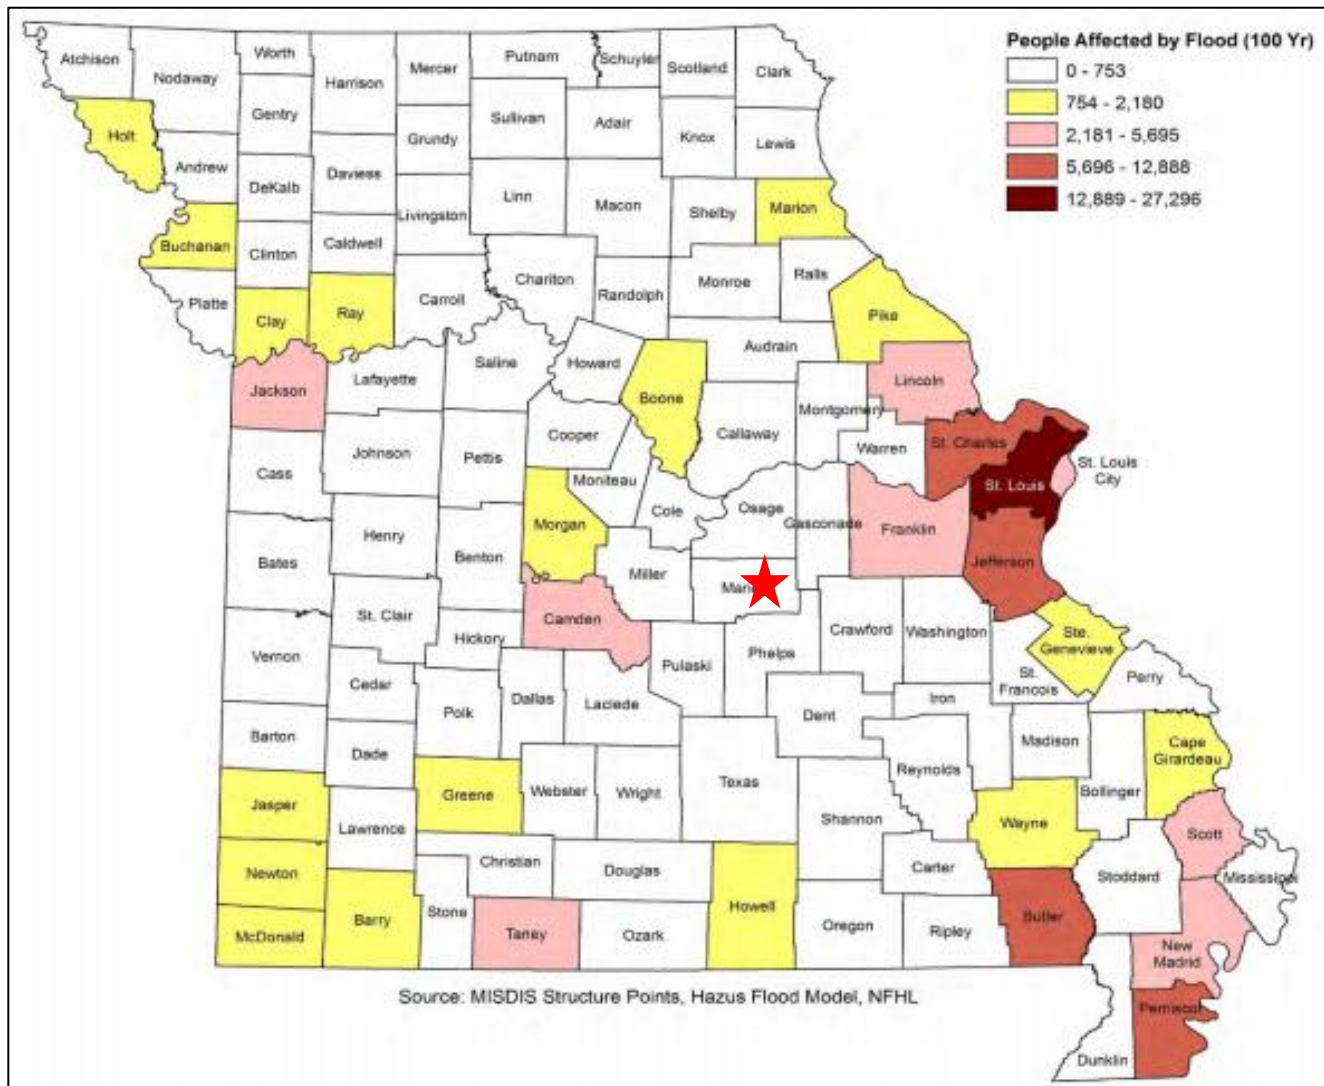 People Affected by Flood (100 Yr)
0 - 753
754 - 2,180
2,181 - 5,695
5,696 - 12,888
12,889 - 27,296
Atchison
Nodaway
Worth
Harrison
Mercer
Putnam
Schuyler
Scotland
Clark
Holt
Gentry
Grundy
Sullivan
Adair
Knox
Lewis
Andrew
DeKalb
Daviess
Livingston
Linn
Macon
Shelby
Marion
Buchanan
Clinton
Caldwell
Chariton
Randolph
Monroe
Ralls
Platte
Clay
Ray
Carroll
Pike
Audrain
Jackson
Lafayette
Saline
Howard
Boone
Callaway
Montgomery
Lincoln
Cass
Johnson
Pettis
Cooper
Moniteau
Cole
Warren
St. Charles
St. Louis
St. Louis
City
Bates
Henry
Benton
Morgan
Miller
Osage
Gasconade
Franklin
Jefferson
St. Clair
Hickory
Camden
Pulaski
Phelps
Crawford
Washington
Ste.
Genevieve
St.
Francois
Perry
Vernon
Cedar
Polk
Dallas
Laclede
Dent
Iron
Madison
Barton
Dade
Texas
Reynolds
Bollinger
Cape
Girardeau
Jasper
Greene
Webster
Wright
Shannon
Wayne
Scott
Lawrence
Christian
Douglas
Carter
Stoddard
Mississippi
Newton
Barry
Stone
Taney
Ozark
Howell
Oregon
Ripley
Butler
New
Madrid
McDonald
Pemiscot
Dunklin
Source: MISDIS Structure Points, Hazus Flood Model, NFHL